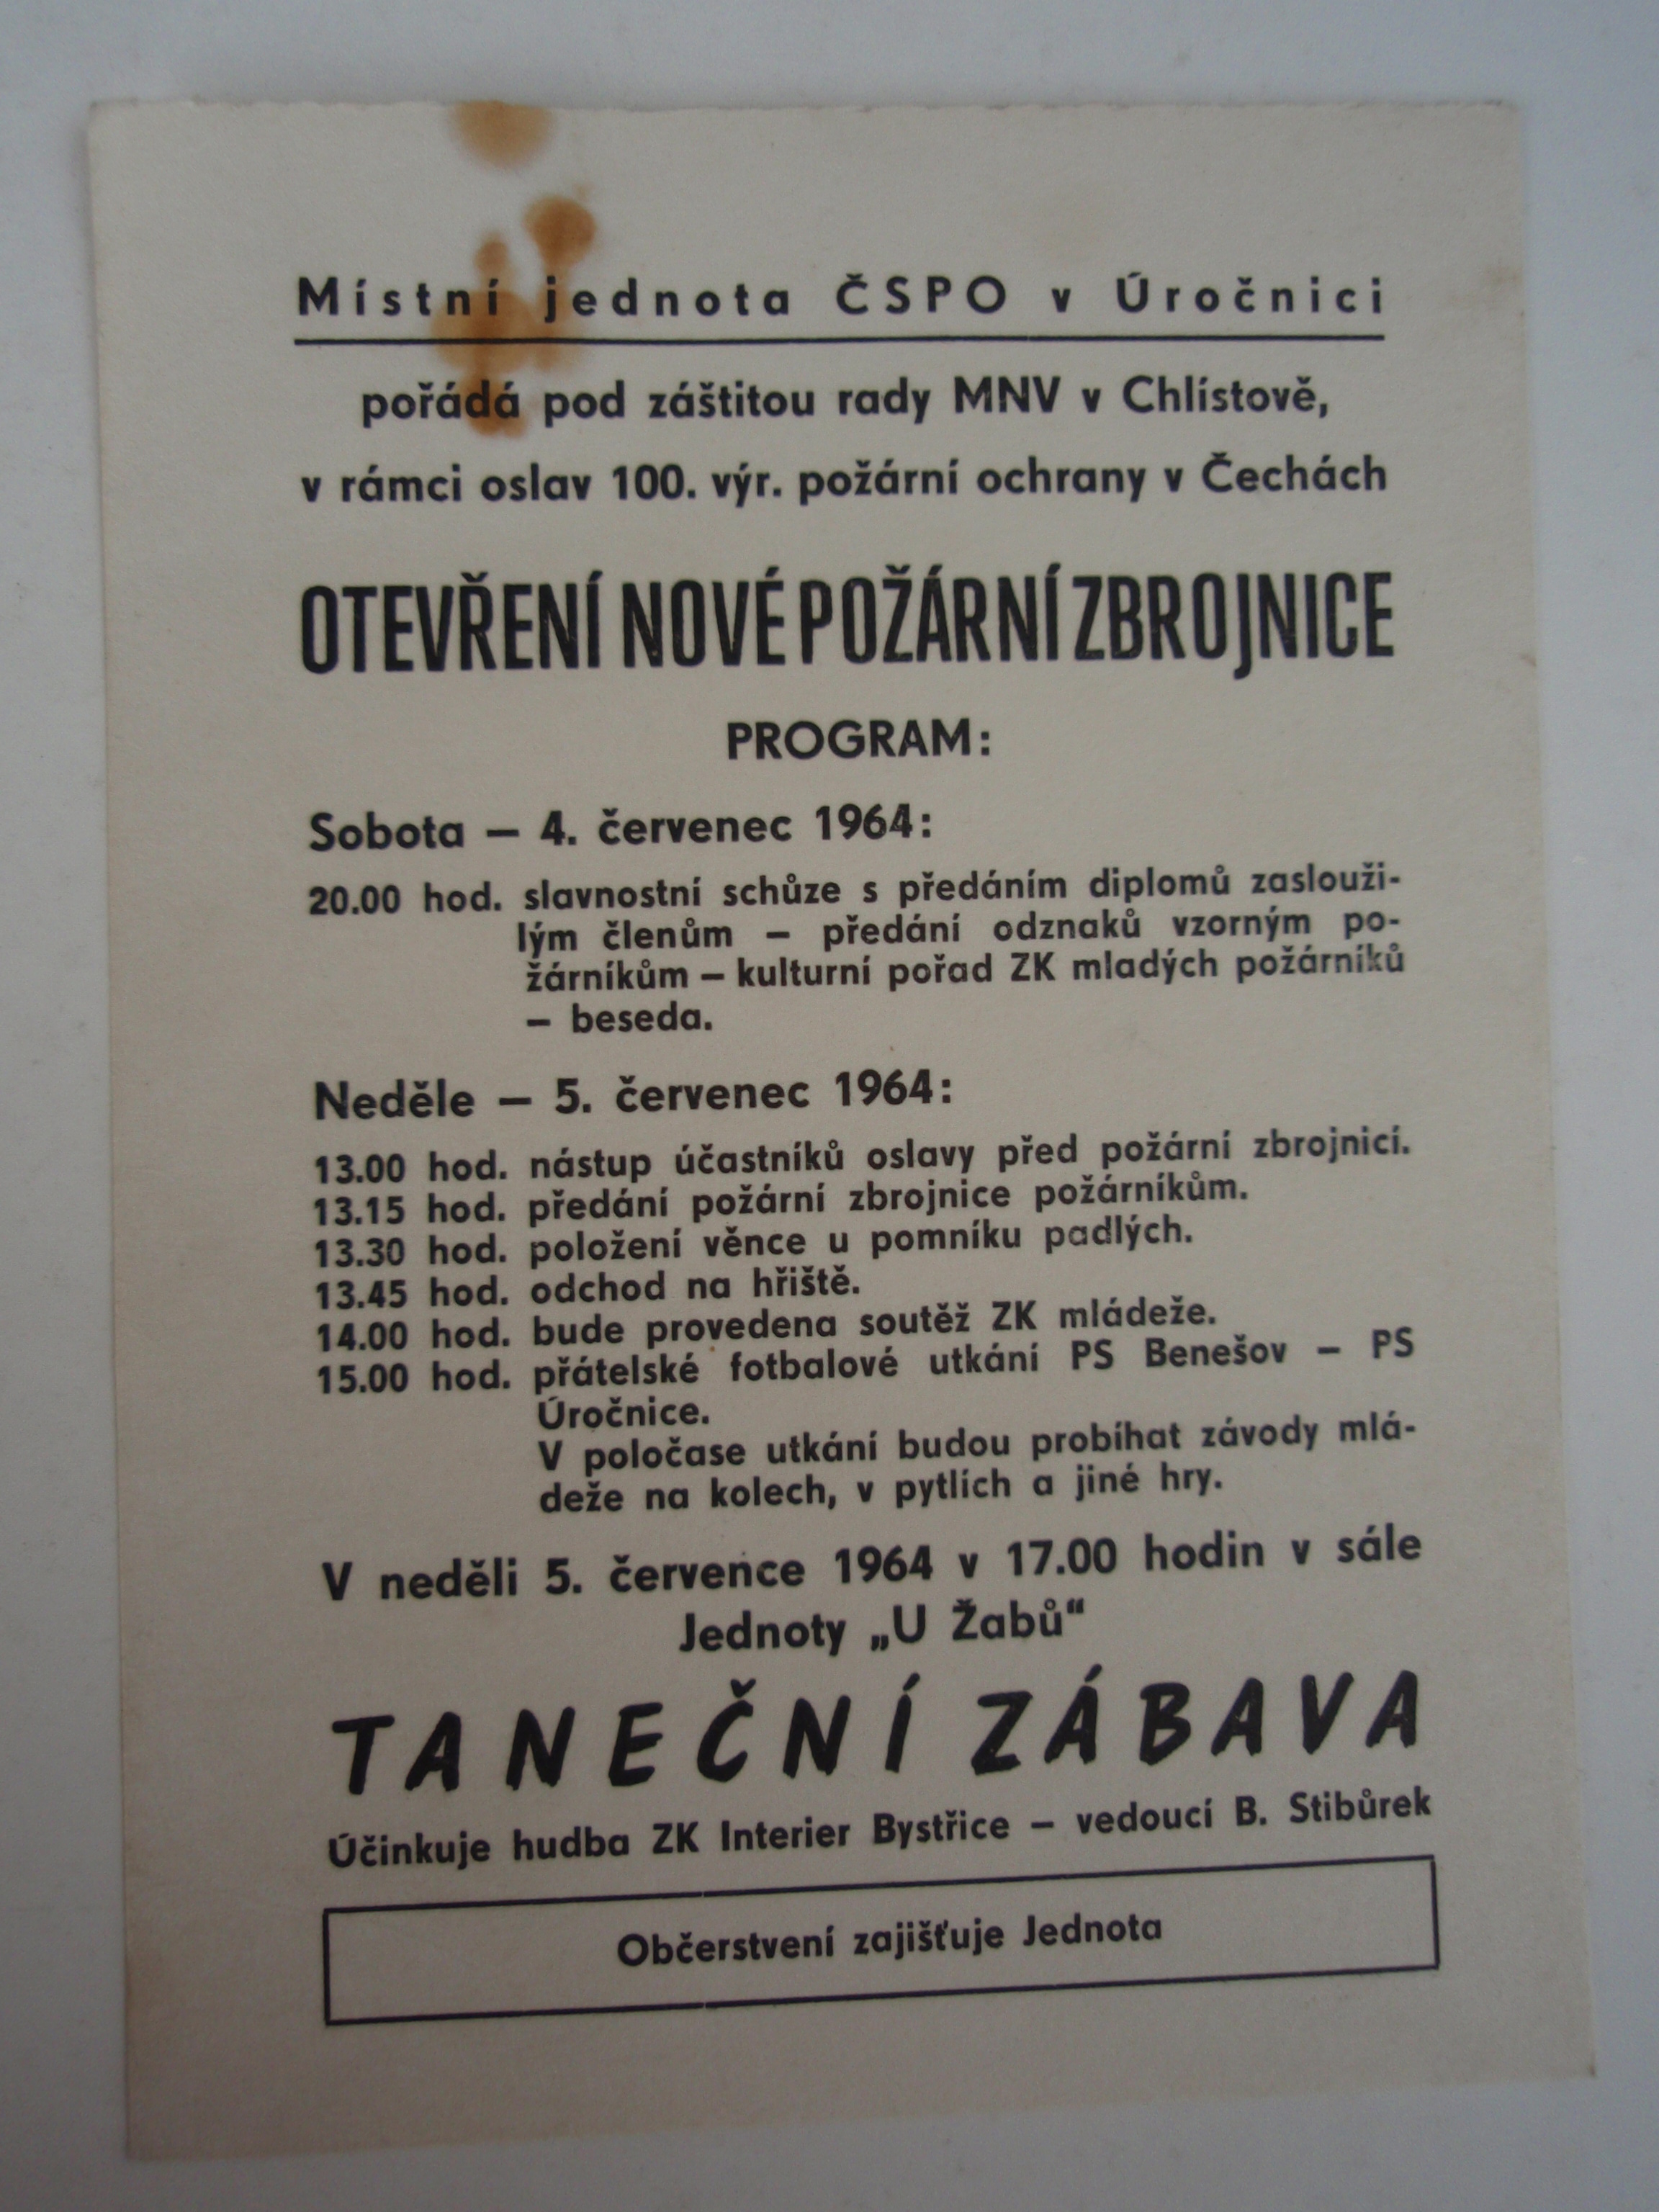 Místní jednota ČSPO v Úročnici
pořádá pod záštitou rady MNV v Chlístově,
v rámci oslav 100. výr. požární ochrany v Čechách
OTEVŘENÍ NOVÉ POŽÁRNÍ ZBROJNICE
PROGRAM:
Sobota — 4. červenec 1964:
20.00 hod. slavnostní schůze s předáním diplomů zaslouži-
lým členům — předání odznaků vzorným po-
žárníkům — kulturní pořad ZK mladých požárníků
— beseda.
Neděle — 5. červenec 1964:
13.00 hod. nástup účastníků oslavy před požární zbrojnicí.
13.15 hod. předání požární zbrojnice požárníkům.
13.30 hod. položení věnce u pomníku padlých.
13.45 hod. odchod na hřiště.
14.00 hod. bude provedena soutěž ZK mládeže.
15.00 hod. přátelské fotbalové utkání PS Benešov — PS
Úročnice.
V poločase utkání budou probíhat závody mlá-
deže na kolech, v pytlích a jiné hry.
V neděli 5. července 1964 v 17.00 hodin v sále
Jednoty „U Žabů“
TANEČNÍ ZÁBAVA
Účinkuje hudba ZK Interier Bystřice — vedoucí B. Stibůrek
Občerstvení zajišťuje Jednota